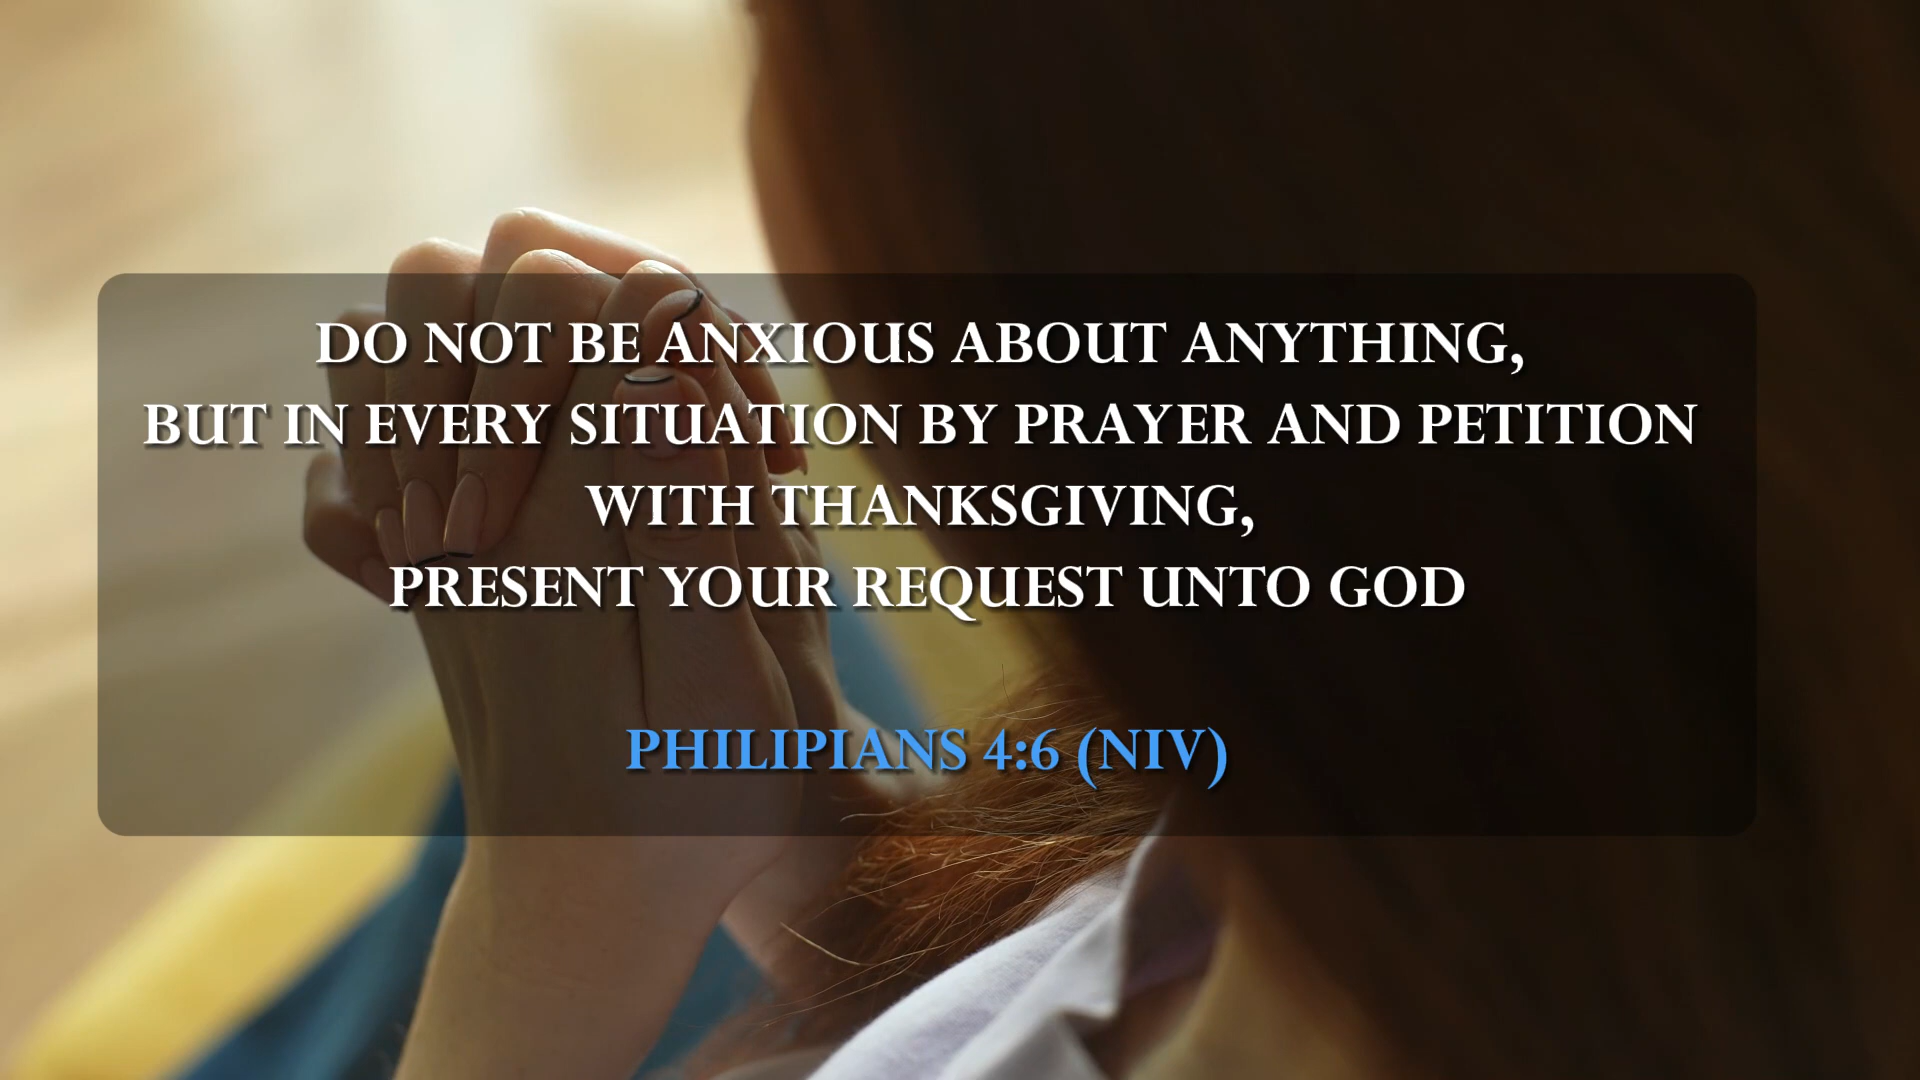 DO NOT BE ANXIOUS ABOUT ANYTHING,
BUT IN EVERY SITUATION BY PRAYER AND PETITION
WITH THANKSGIVING,
PRESENT YOUR REQUEST UNTO GOD
PHILIPIANS 4:6 (NIV)